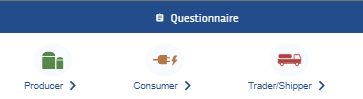 Questionnaire
Producer
Consumer
Trader/Shipper